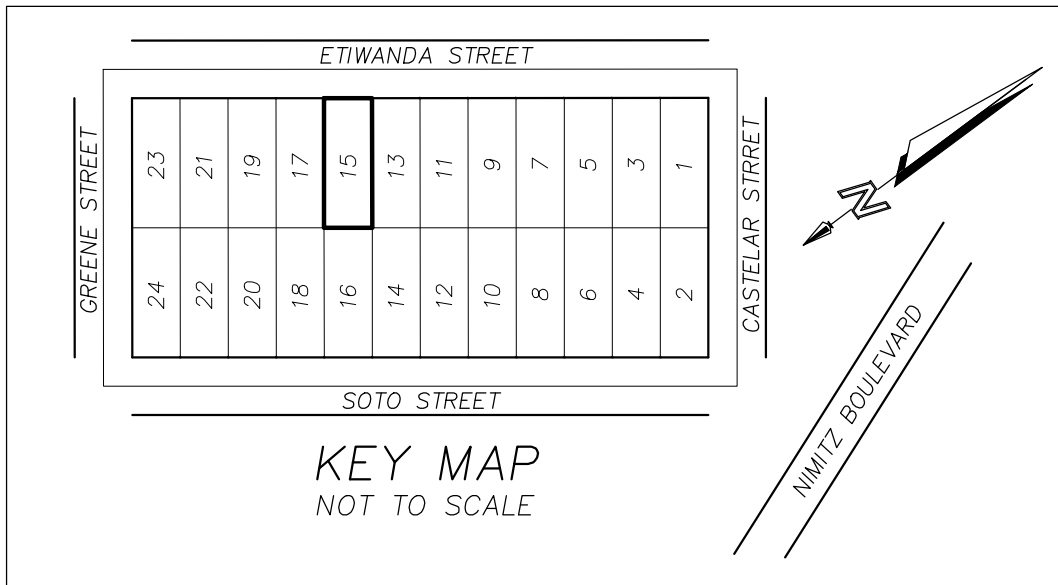 ETIWANDA STREET
GREENE STREET
23 21 19 17 15 13 11 9 7 5 3 1
24 22 20 18 16 14 12 10 8 6 4 2
CASTELAR STRRET
N
NIMITZ BOULEVARD
SOTO STREET
KEY MAP
NOT TO SCALE